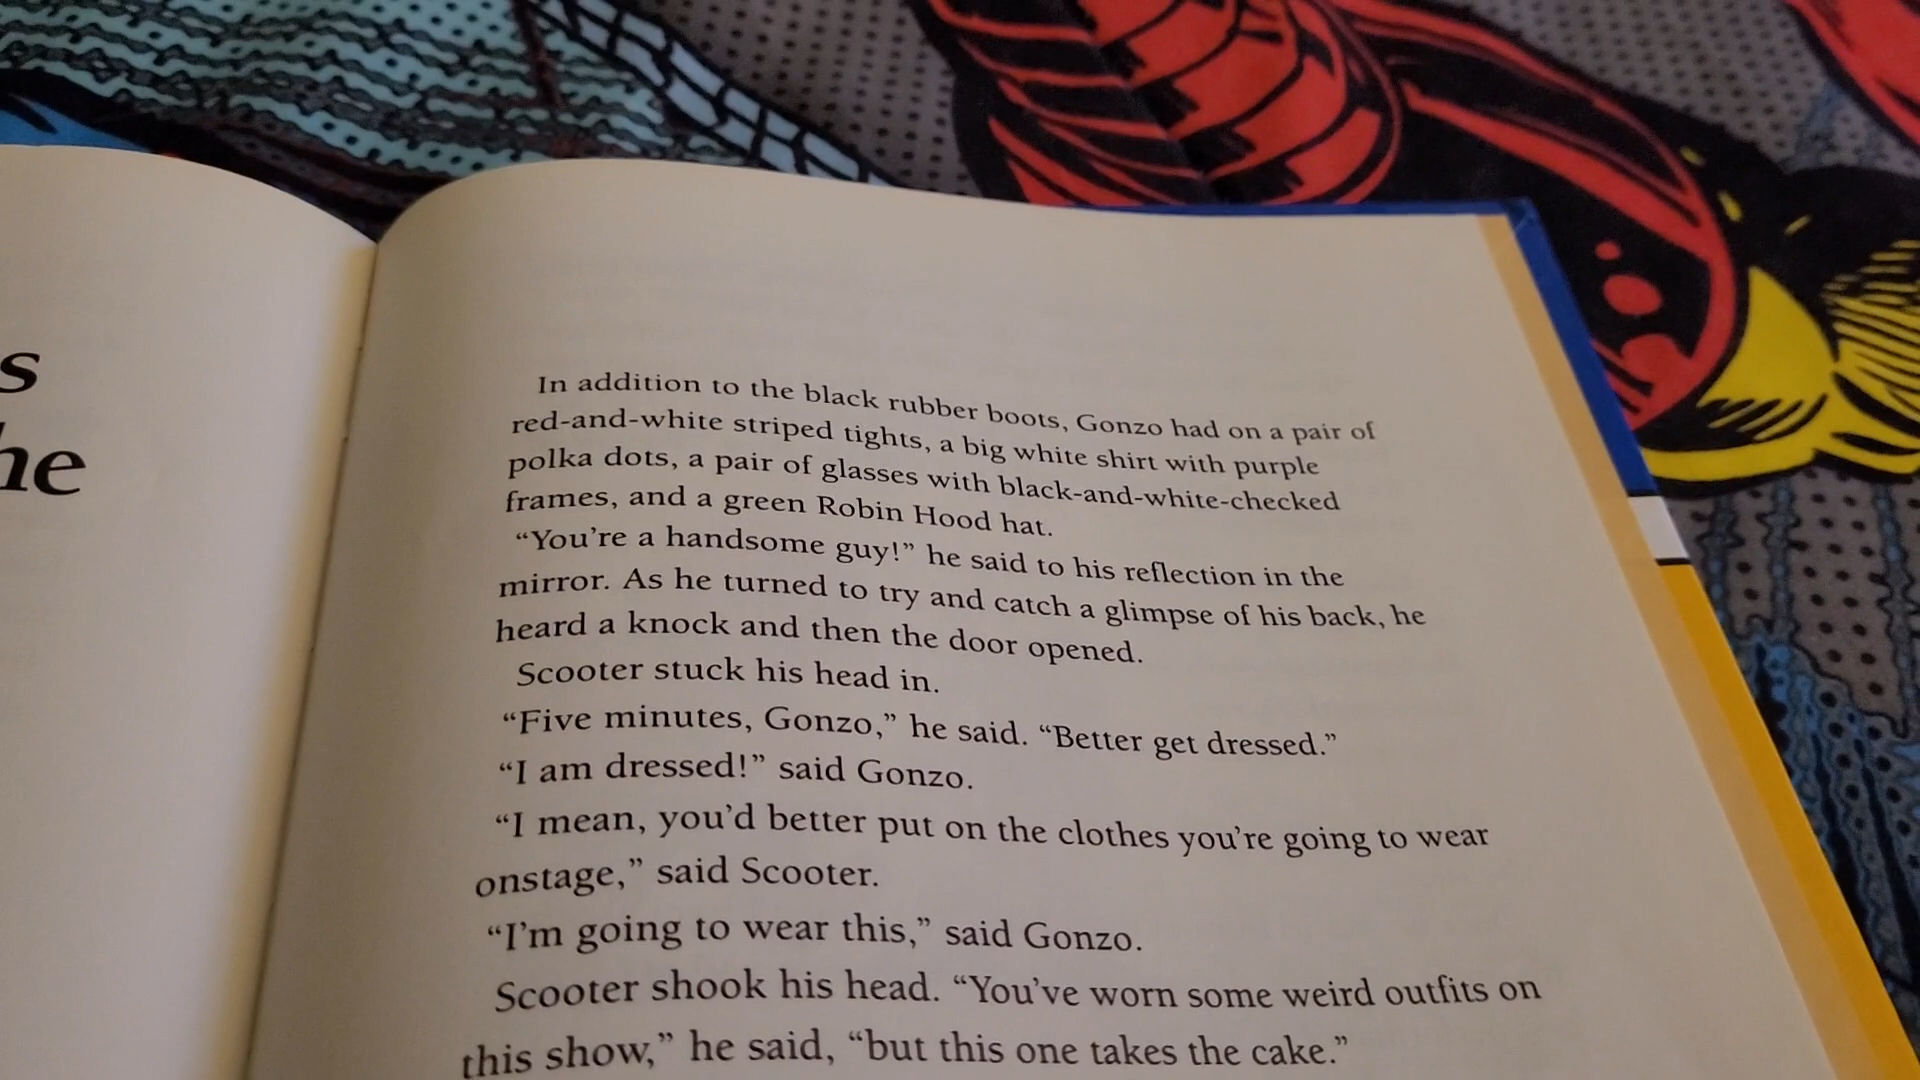 s
he
In addition to the black rubber boots, Gonzo had on a pair of
red-and-white striped tights, a big white shirt with purple
polka dots, a pair of glasses with black-and-white-checked
frames, and a green Robin Hood hat.
“You’re a handsome guy!” he said to his reflection in the
mirror. As he turned to try and catch a glimpse of his back, he
heard a knock and then the door opened.
Scooter stuck his head in.
“Five minutes, Gonzo,” he said. “Better get dressed.”
“I am dressed!” said Gonzo.
“I mean, you’d better put on the clothes you’re going to wear
onstage,” said Scooter.
“I’m going to wear this,” said Gonzo.
Scooter shook his head. “You’ve worn some weird outfits on
this show,” he said, “but this one takes the cake.”